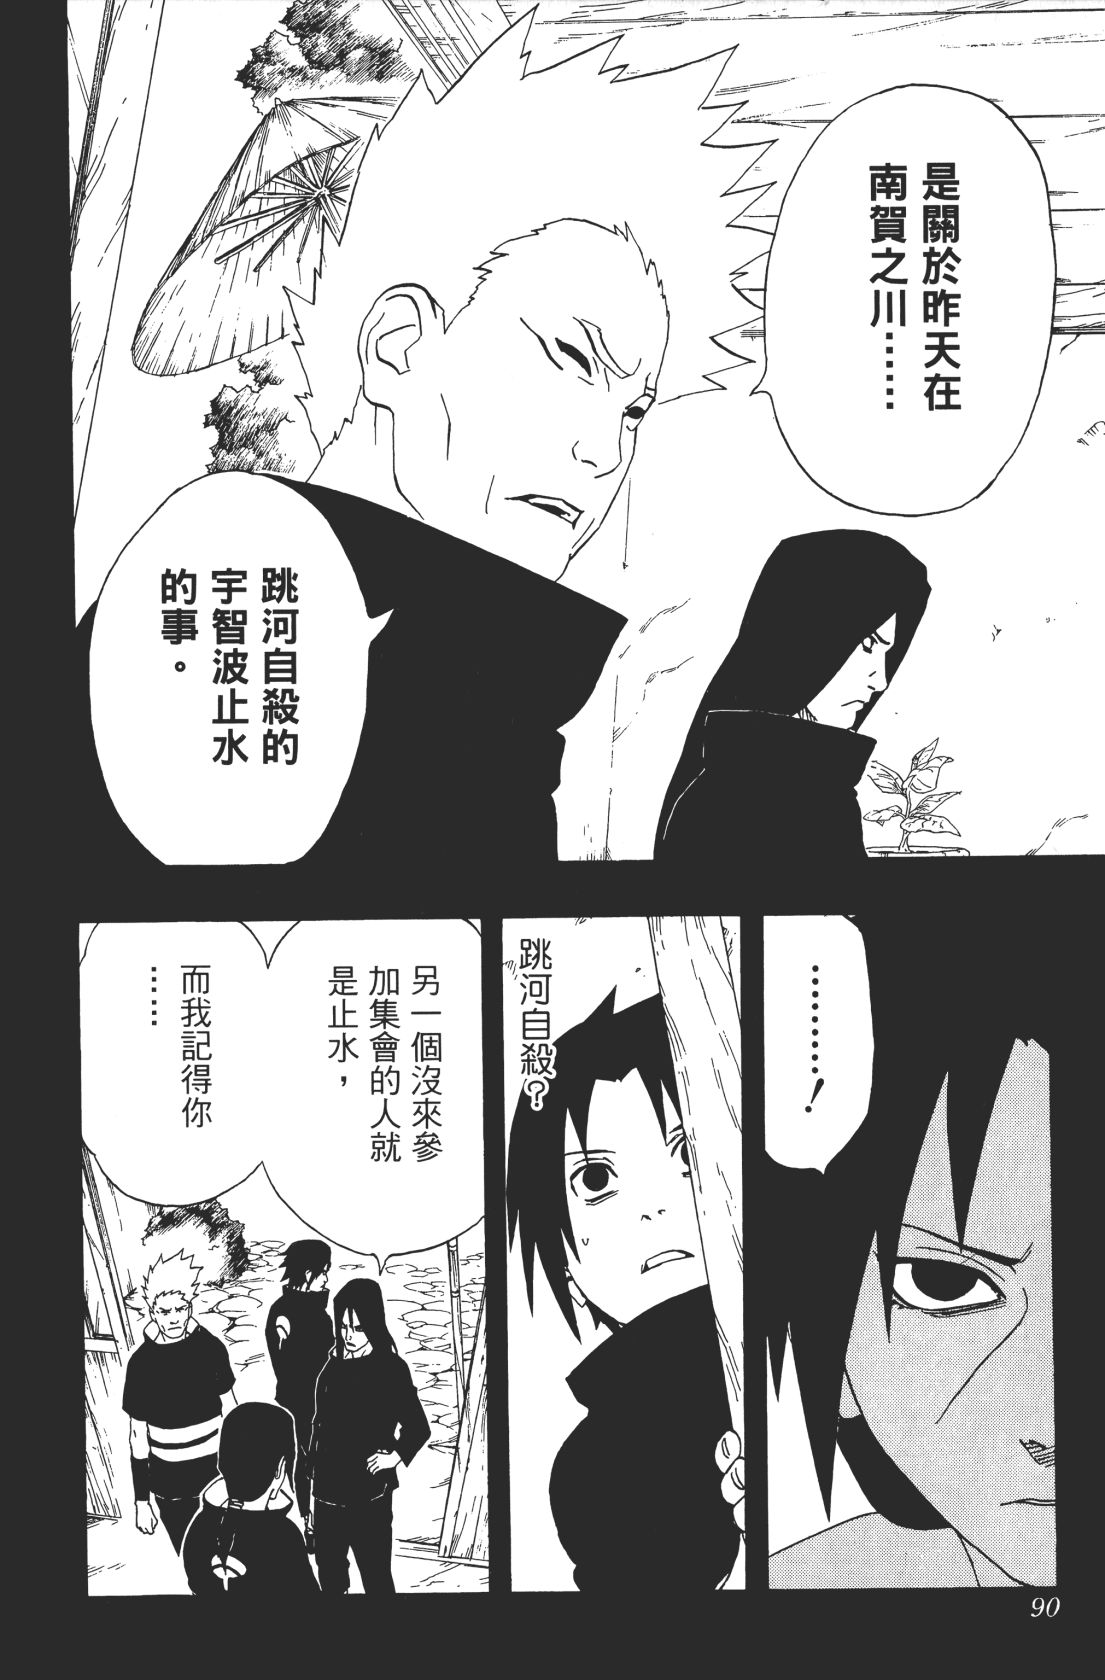 是關於昨天在
南賀之川……
跳河自殺的
宇智波止水
的事。
………！
跳河自殺？
另一個沒來參
加集會的人就
是止水，
而我記得你
……
90